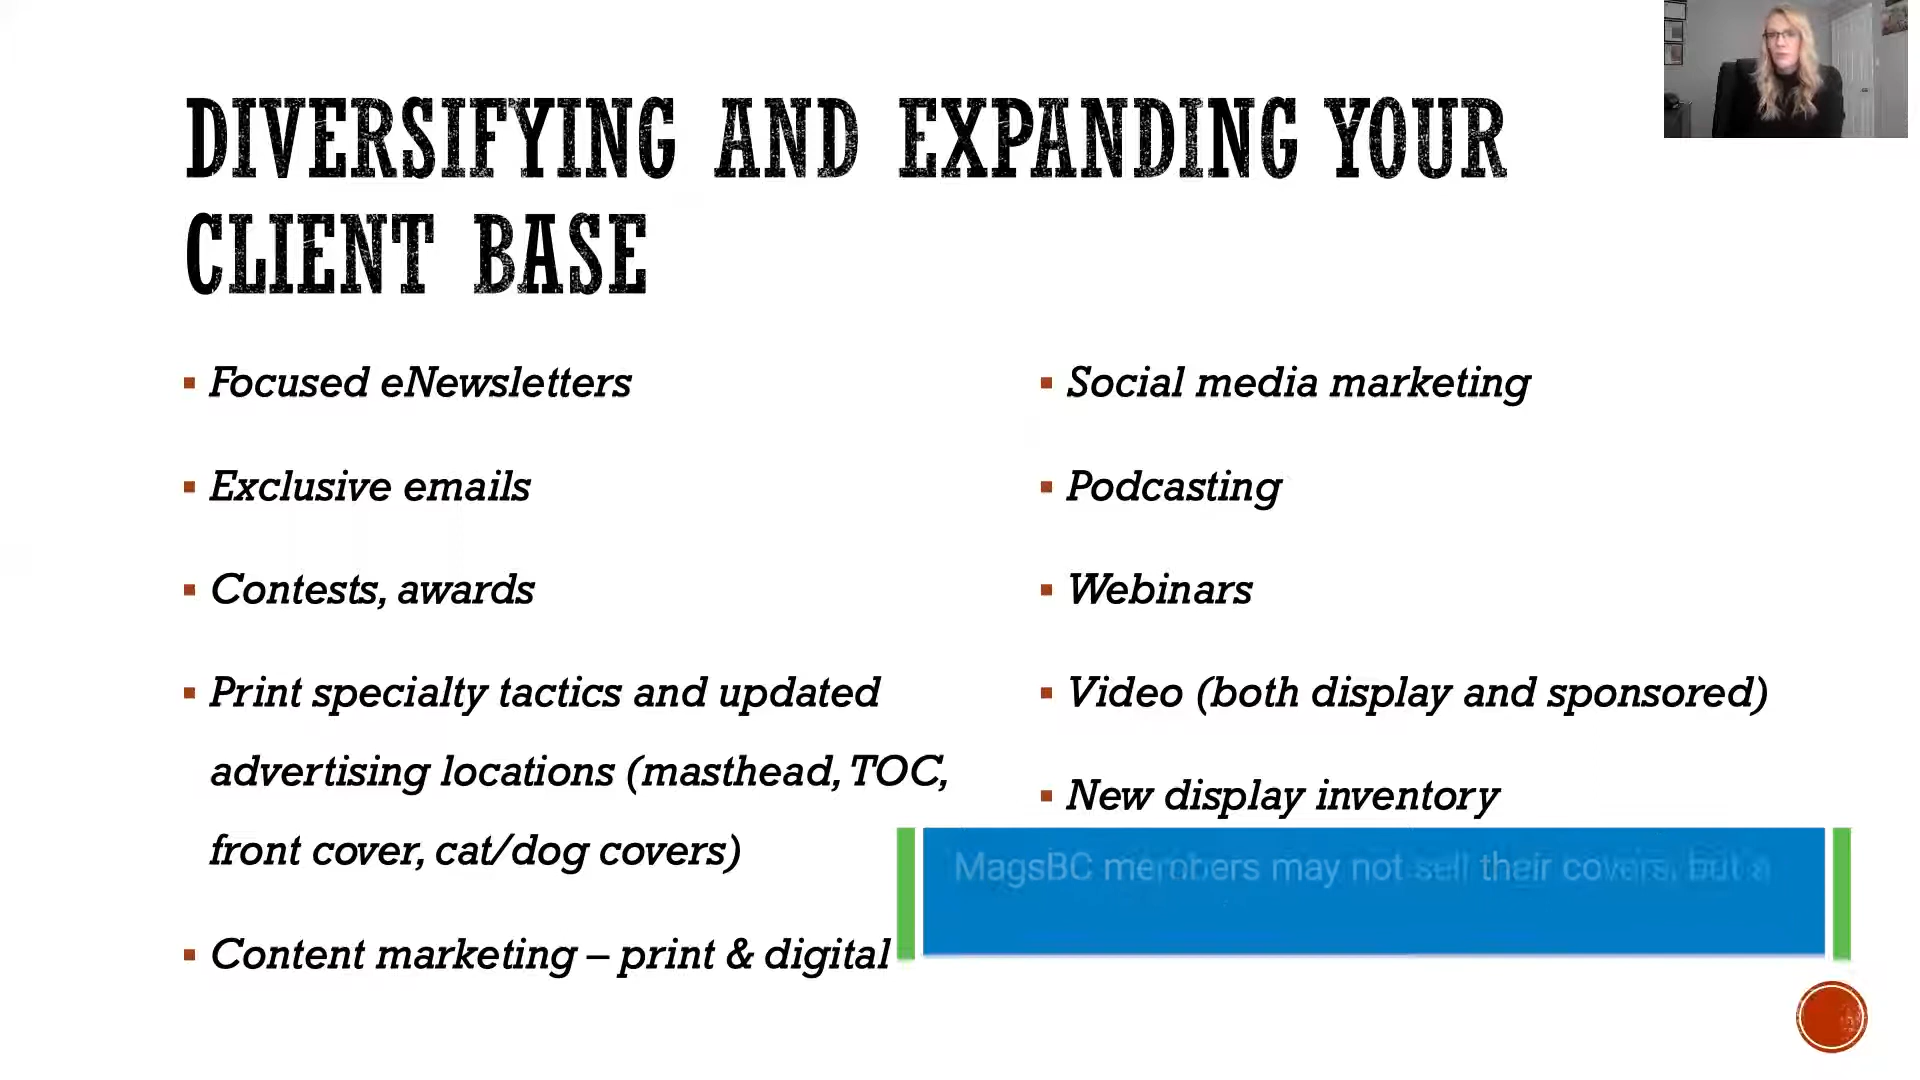 DIVERSIFYING AND EXPANDING YOUR
CLIENT BASE
Focused eNewsletters
Exclusive emails
Contests, awards
Print specialty tactics and updated
advertising locations (masthead, TOC,
front cover, cat/dog covers)
Content marketing – print & digital
Social media marketing
Podcasting
Webinars
Video (both display and sponsored)
New display inventory
MagsBC members may not sell their covers, but a